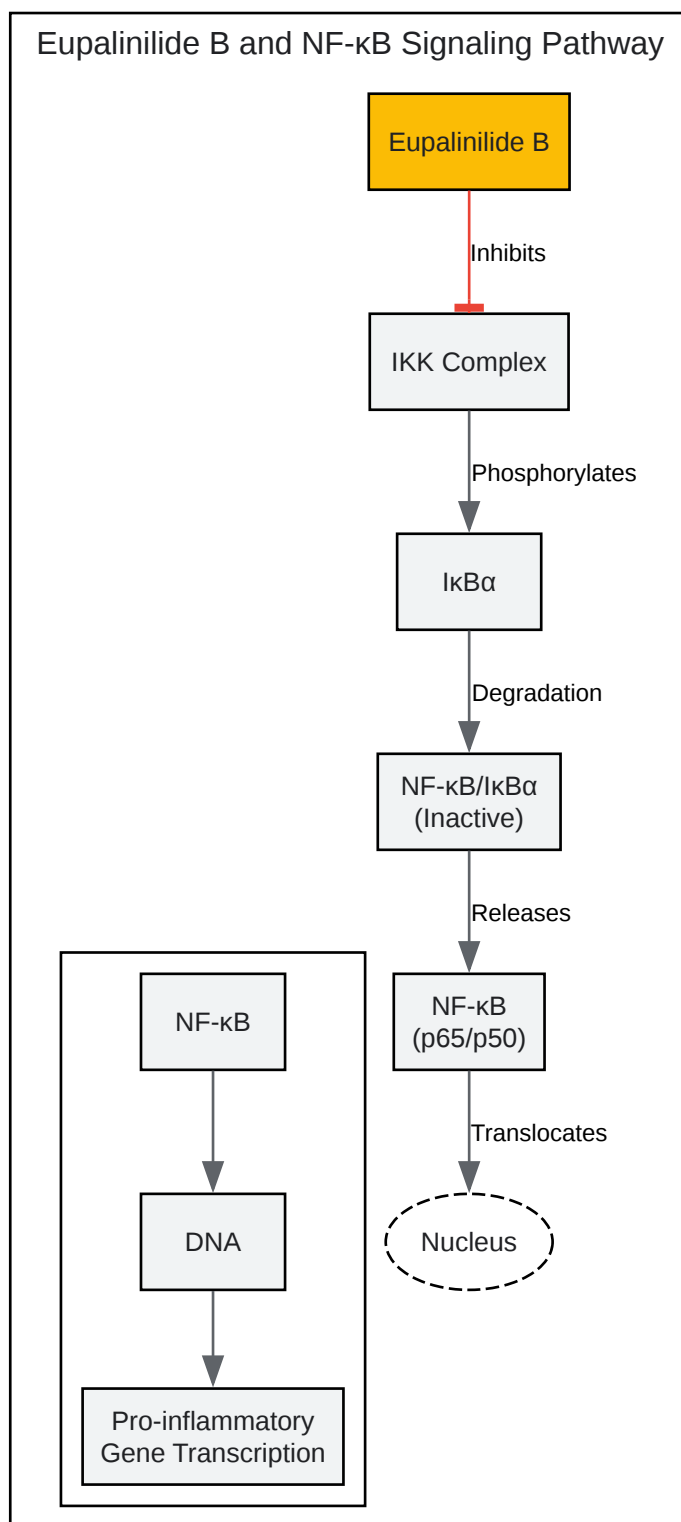 Eupalinilide B and NF-κB Signaling Pathway
Eupalinilide B
Inhibits
IKK Complex
Phosphorylates
IκBα
Degradation
NF-κB/IκBα
(Inactive)
Releases
NF-κB
(p65/p50)
Translocates
Nucleus
NF-κB
DNA
Pro-inflammatory
Gene Transcription